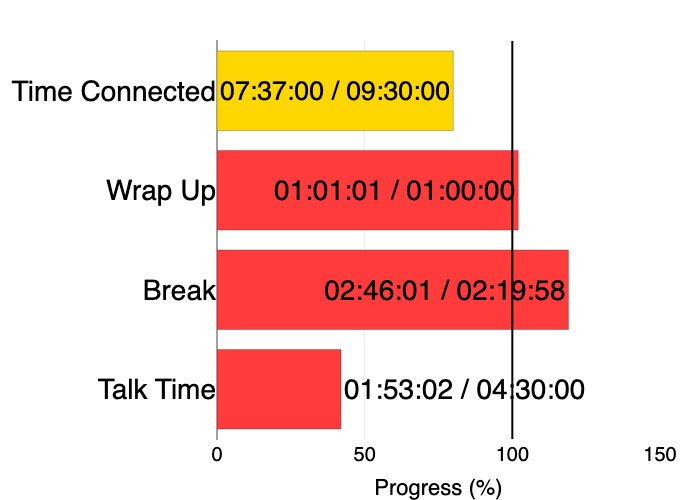 Time Connected 07:37:00 / 09:30:00
Wrap Up 01:01:01 / 01:00:00
Break 02:46:01 / 02:19:58
Talk Time 01:53:02 / 04:30:00
0 50 100 150
Progress (%)